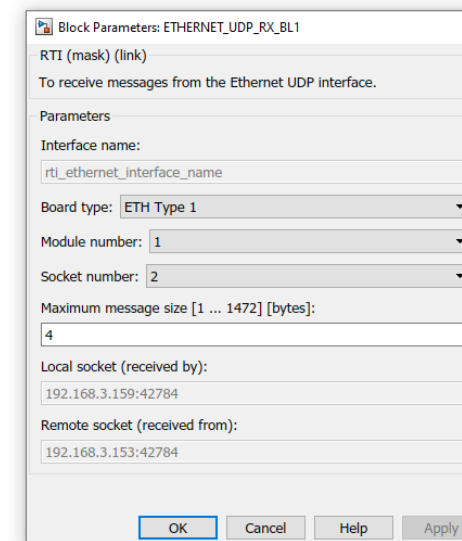 Block Parameters: ETHERNET_UDP_RX_BL1
RTI (mask) (link)
To receive messages from the Ethernet UDP interface.
Parameters
Interface name:
rti_ethernet_interface_name
Board type: ETH Type 1
Module number: 1
Socket number: 2
Maximum message size [1 ... 1472] [bytes]:
4
Local socket (received by):
192.168.3.159:42784
Remote socket (received from):
192.168.3.153:42784
OK Cancel Help Apply